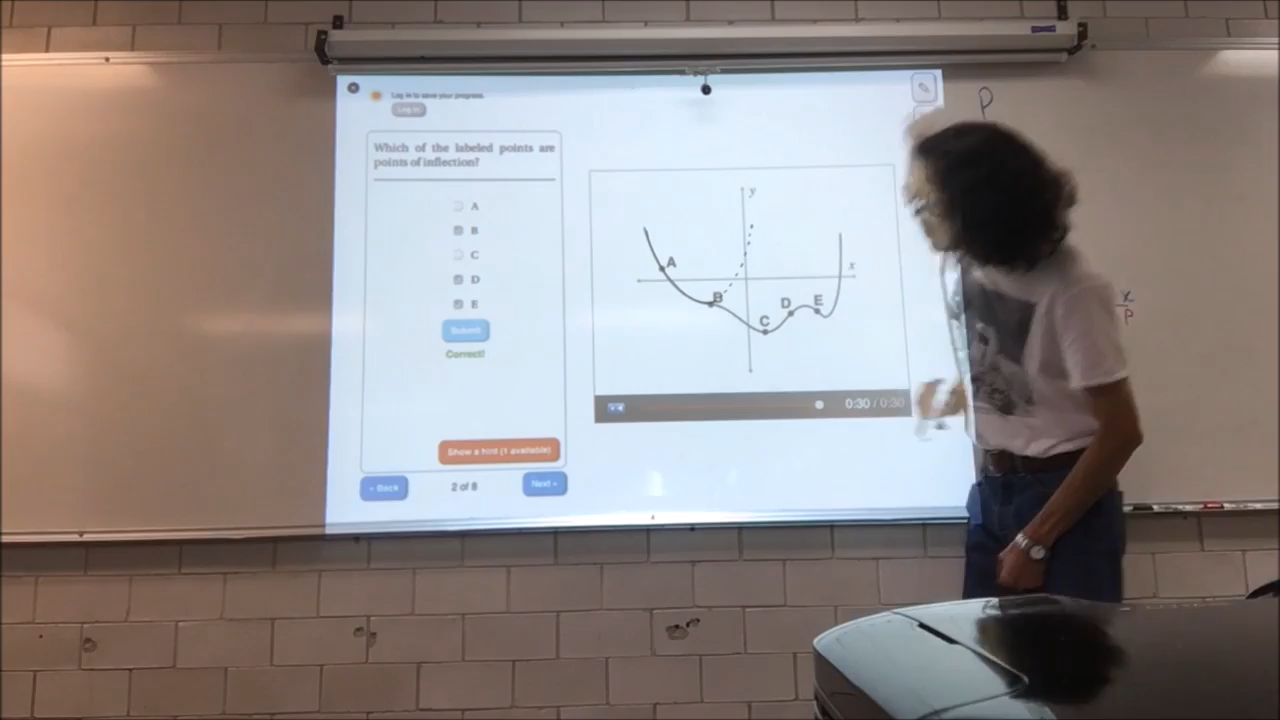 Log in to save your progress.
Log in
Which of the labeled points are
points of inflection?
A
B
C
D
E
Submit
Correct!
Show a hint (1 available)
« Back
2 of 8
Next »
y
x
A
B
C
D
E
0:30 / 0:30
P
x
P